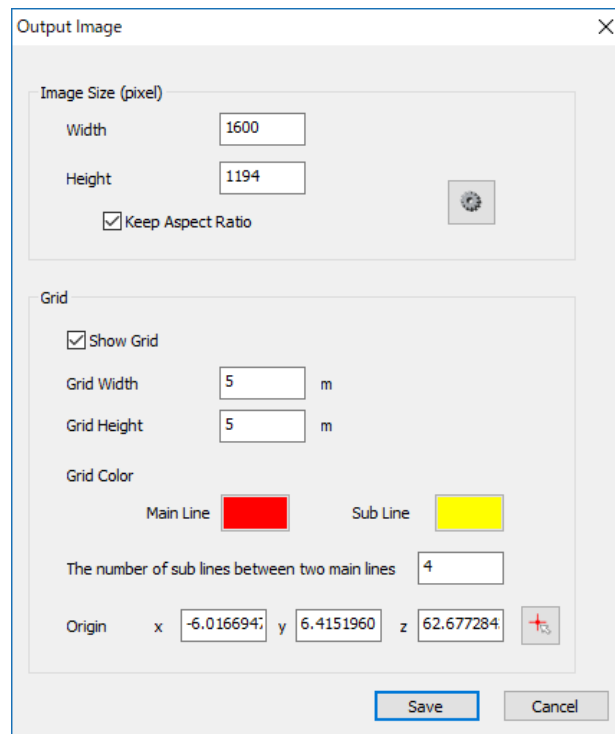 Output Image
Image Size (pixel)
Width 1600
Height 1194
Keep Aspect Ratio
Grid
Show Grid
Grid Width 5 m
Grid Height 5 m
Grid Color
Main Line Sub Line
The number of sub lines between two main lines 4
Origin x -6.016694 y 6.4151960 z 62.677284
Save Cancel